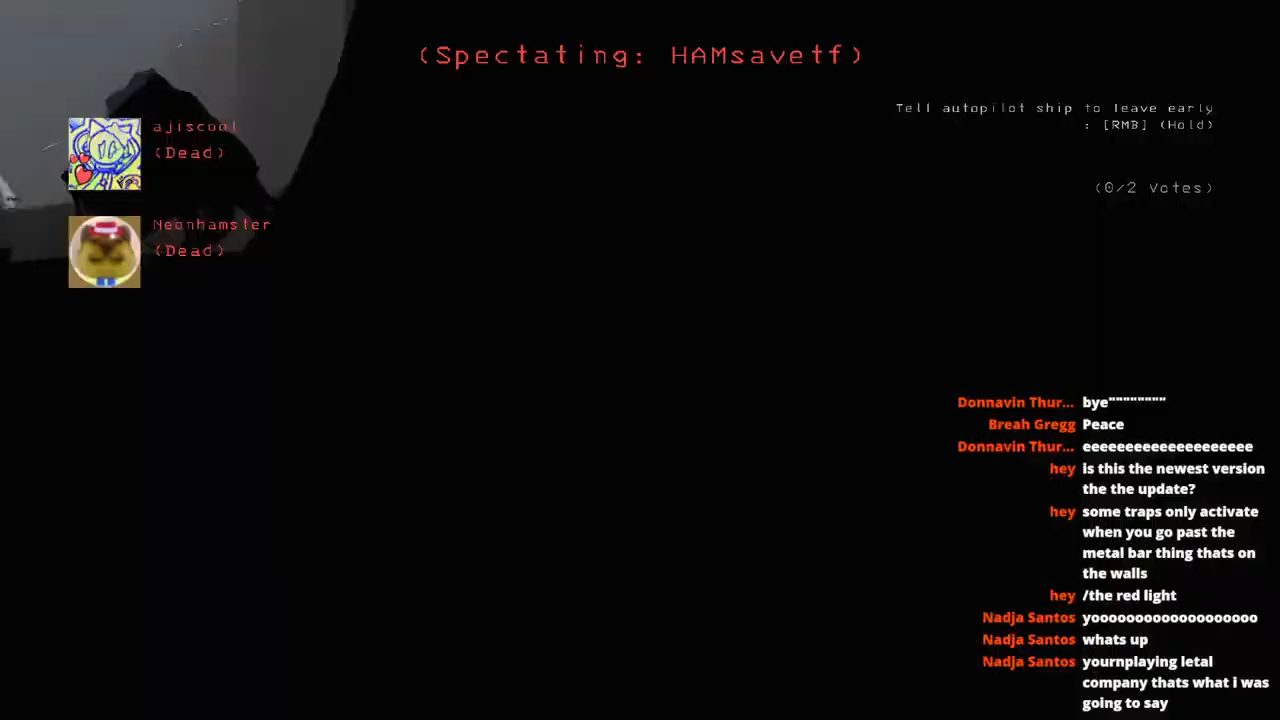 (Spectating: HAMsavetf)
Tell autopilot ship to leave early
: [RMB] (Hold)
(0/2 Votes)
ajiscool
(Dead)
Neonhamster
(Dead)
Donnavin Thur... bye""""""""
Breah Gregg Peace
Donnavin Thur... eeeeeeeeeeeeeeeeeeee
hey is this the newest version
the the update?
hey some traps only activate
when you go past the
metal bar thing thats on
the walls
hey /the red light
Nadja Santos yooooooooooooooooooo
Nadja Santos whats up
Nadja Santos yournplaying letal
company thats what i was
going to say